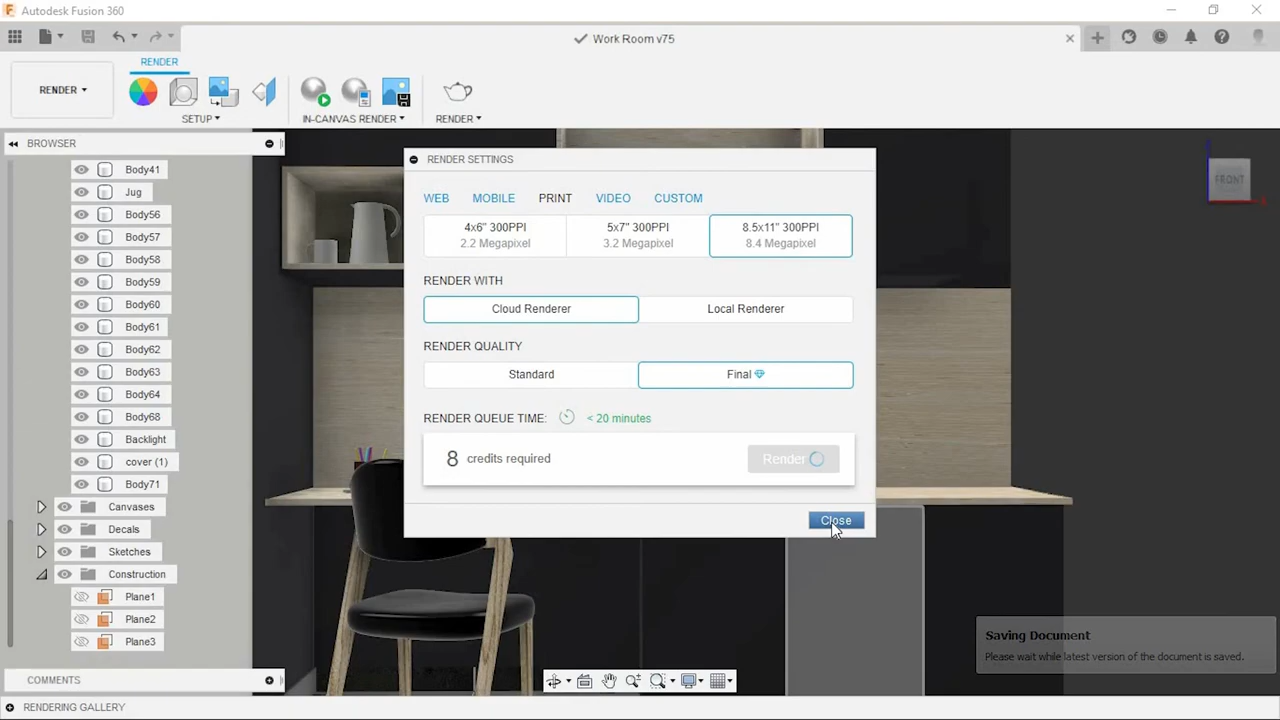 Autodesk Fusion 360
Work Room v75
RENDER
RENDER
SETUP
IN-CANVAS RENDER
RENDER
BROWSER
Body41
Jug
Body56
Body57
Body58
Body59
Body60
Body61
Body62
Body63
Body64
Body68
Backlight
cover (1)
Body71
Canvases
Decals
Sketches
Construction
Plane1
Plane2
Plane3
COMMENTS
RENDERING GALLERY
RENDER SETTINGS
WEB MOBILE PRINT VIDEO CUSTOM
4x6" 300PPI 5x7" 300PPI 8.5x11" 300PPI
2.2 Megapixel 3.2 Megapixel 8.4 Megapixel
RENDER WITH
Cloud Renderer Local Renderer
RENDER QUALITY
Standard Final
RENDER QUEUE TIME: < 20 minutes
8 credits required Render
Close
FRONT
Saving Document
Please wait while latest version of the document is saved.